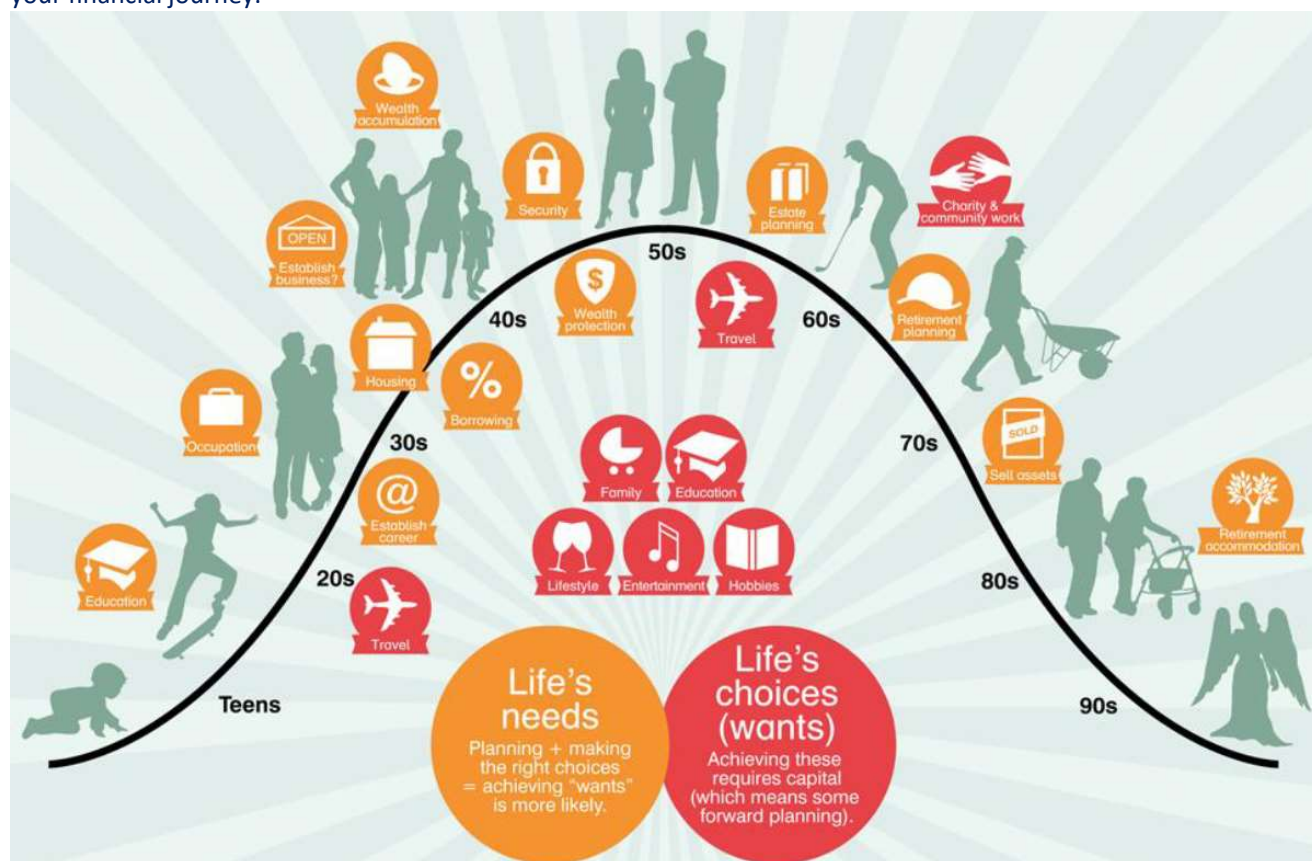 your financial journey.
Wealth
accumulation
Security
Estate
planning
Charity &
community work
OPEN
Establish
business?
50s
40s
Wealth
protection
$
Travel
60s
Retirement
planning
Housing
%
Borrowing
Occupation
30s
70s
SOLD
Sell assets
@
Establish
career
Family
Education
Retirement
accommodation
Education
20s
Lifestyle
Entertainment
Hobbies
80s
Travel
Teens
90s
Life's
needs
Planning + making
the right choices
= achieving "wants"
is more likely.
Life's
choices
(wants)
Achieving these
requires capital
(which means some
forward planning).